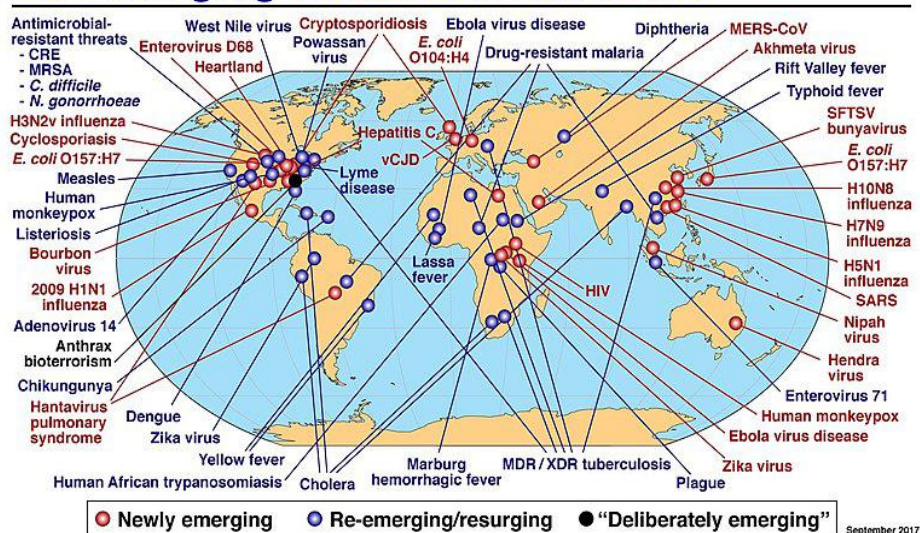 Antimicrobial-
resistant threats
- CRE
- MRSA
- C. difficile
- N. gonorrhoeae
H3N2v influenza
Cyclosporiasis
E. coli O157:H7
Measles
Human
monkeypox
Listeriosis
Bourbon
virus
2009 H1N1
influenza
Adenovirus 14
Anthrax
bioterrorism
Chikungunya
Hantavirus
pulmonary
syndrome
Dengue
Zika virus
Yellow fever
Human African trypanosomiasis
Cholera
West Nile virus
Enterovirus D68
Heartland
Cryptosporidiosis
Powassan
virus
E. coli
O104:H4
Ebola virus disease
Drug-resistant malaria
Hepatitis C
vCJD
Lyme
disease
Lassa
fever
HIV
Diphtheria
MERS-CoV
Akhmeta virus
Rift Valley fever
Typhoid fever
SFTSV
bunyavirus
E. coli
O157:H7
H10N8
influenza
H7N9
influenza
H5N1
influenza
SARS
Nipah
virus
Hendra
virus
Enterovirus 71
Human monkeypox
Ebola virus disease
Zika virus
Plague
MDR / XDR tuberculosis
Marburg
hemorrhagic fever
Newly emerging
Re-emerging/resurging
“Deliberately emerging”
September 2017